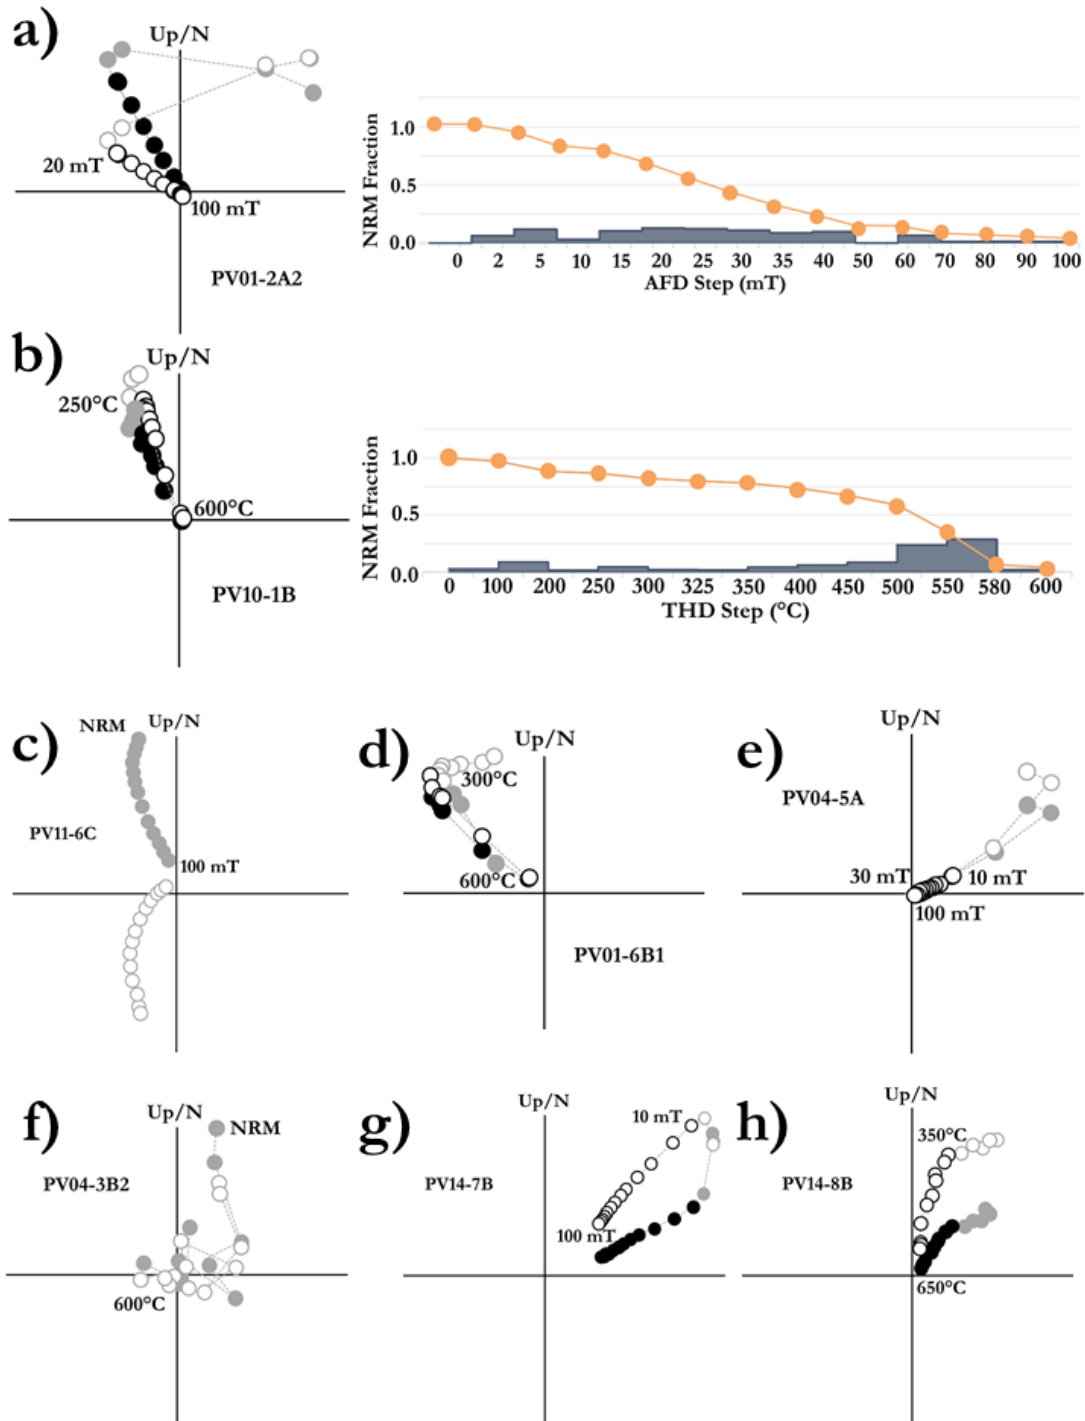 a)
Up/N
20 mT
100 mT
PV01-2A2
NRM Fraction
1.0
0.5
0.0
0 2 5 10 15 20 25 30 35 40 50 60 70 80 90 100
AFD Step (mT)
b)
Up/N
250°C
600°C
PV10-1B
NRM Fraction
1.0
0.5
0.0
0 100 200 250 300 325 350 400 450 500 550 580 600
THD Step (°C)
c)
NRM
Up/N
PV11-6C
100 mT
d)
Up/N
300°C
600°C
PV01-6B1
e)
Up/N
PV04-5A
30 mT
10 mT
100 mT
f)
Up/N
NRM
PV04-3B2
600°C
g)
Up/N
10 mT
PV14-7B
100 mT
h)
Up/N
350°C
PV14-8B
650°C